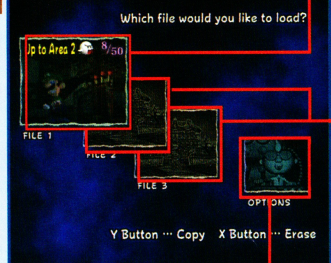 Which file would you like to load?
Up to Area 2 8/50
FILE 1
FILE 2
FILE 3
OPTIONS
Y Button ··· Copy X Button ··· Erase